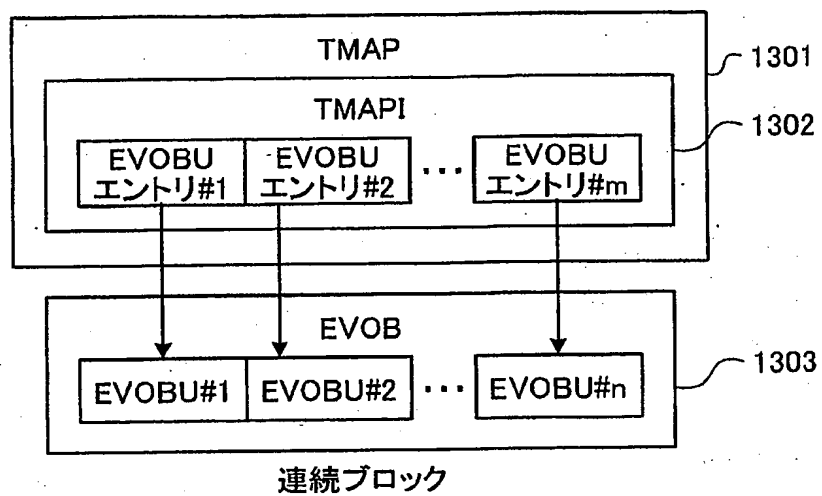 TMAP
1301
TMAPI
1302
EVOBU
エントリ#1
EVOBU
エントリ#2
...
EVOBU
エントリ#m
EVOB
EVOBU#1
EVOBU#2
...
EVOBU#n
1303
連続ブロック